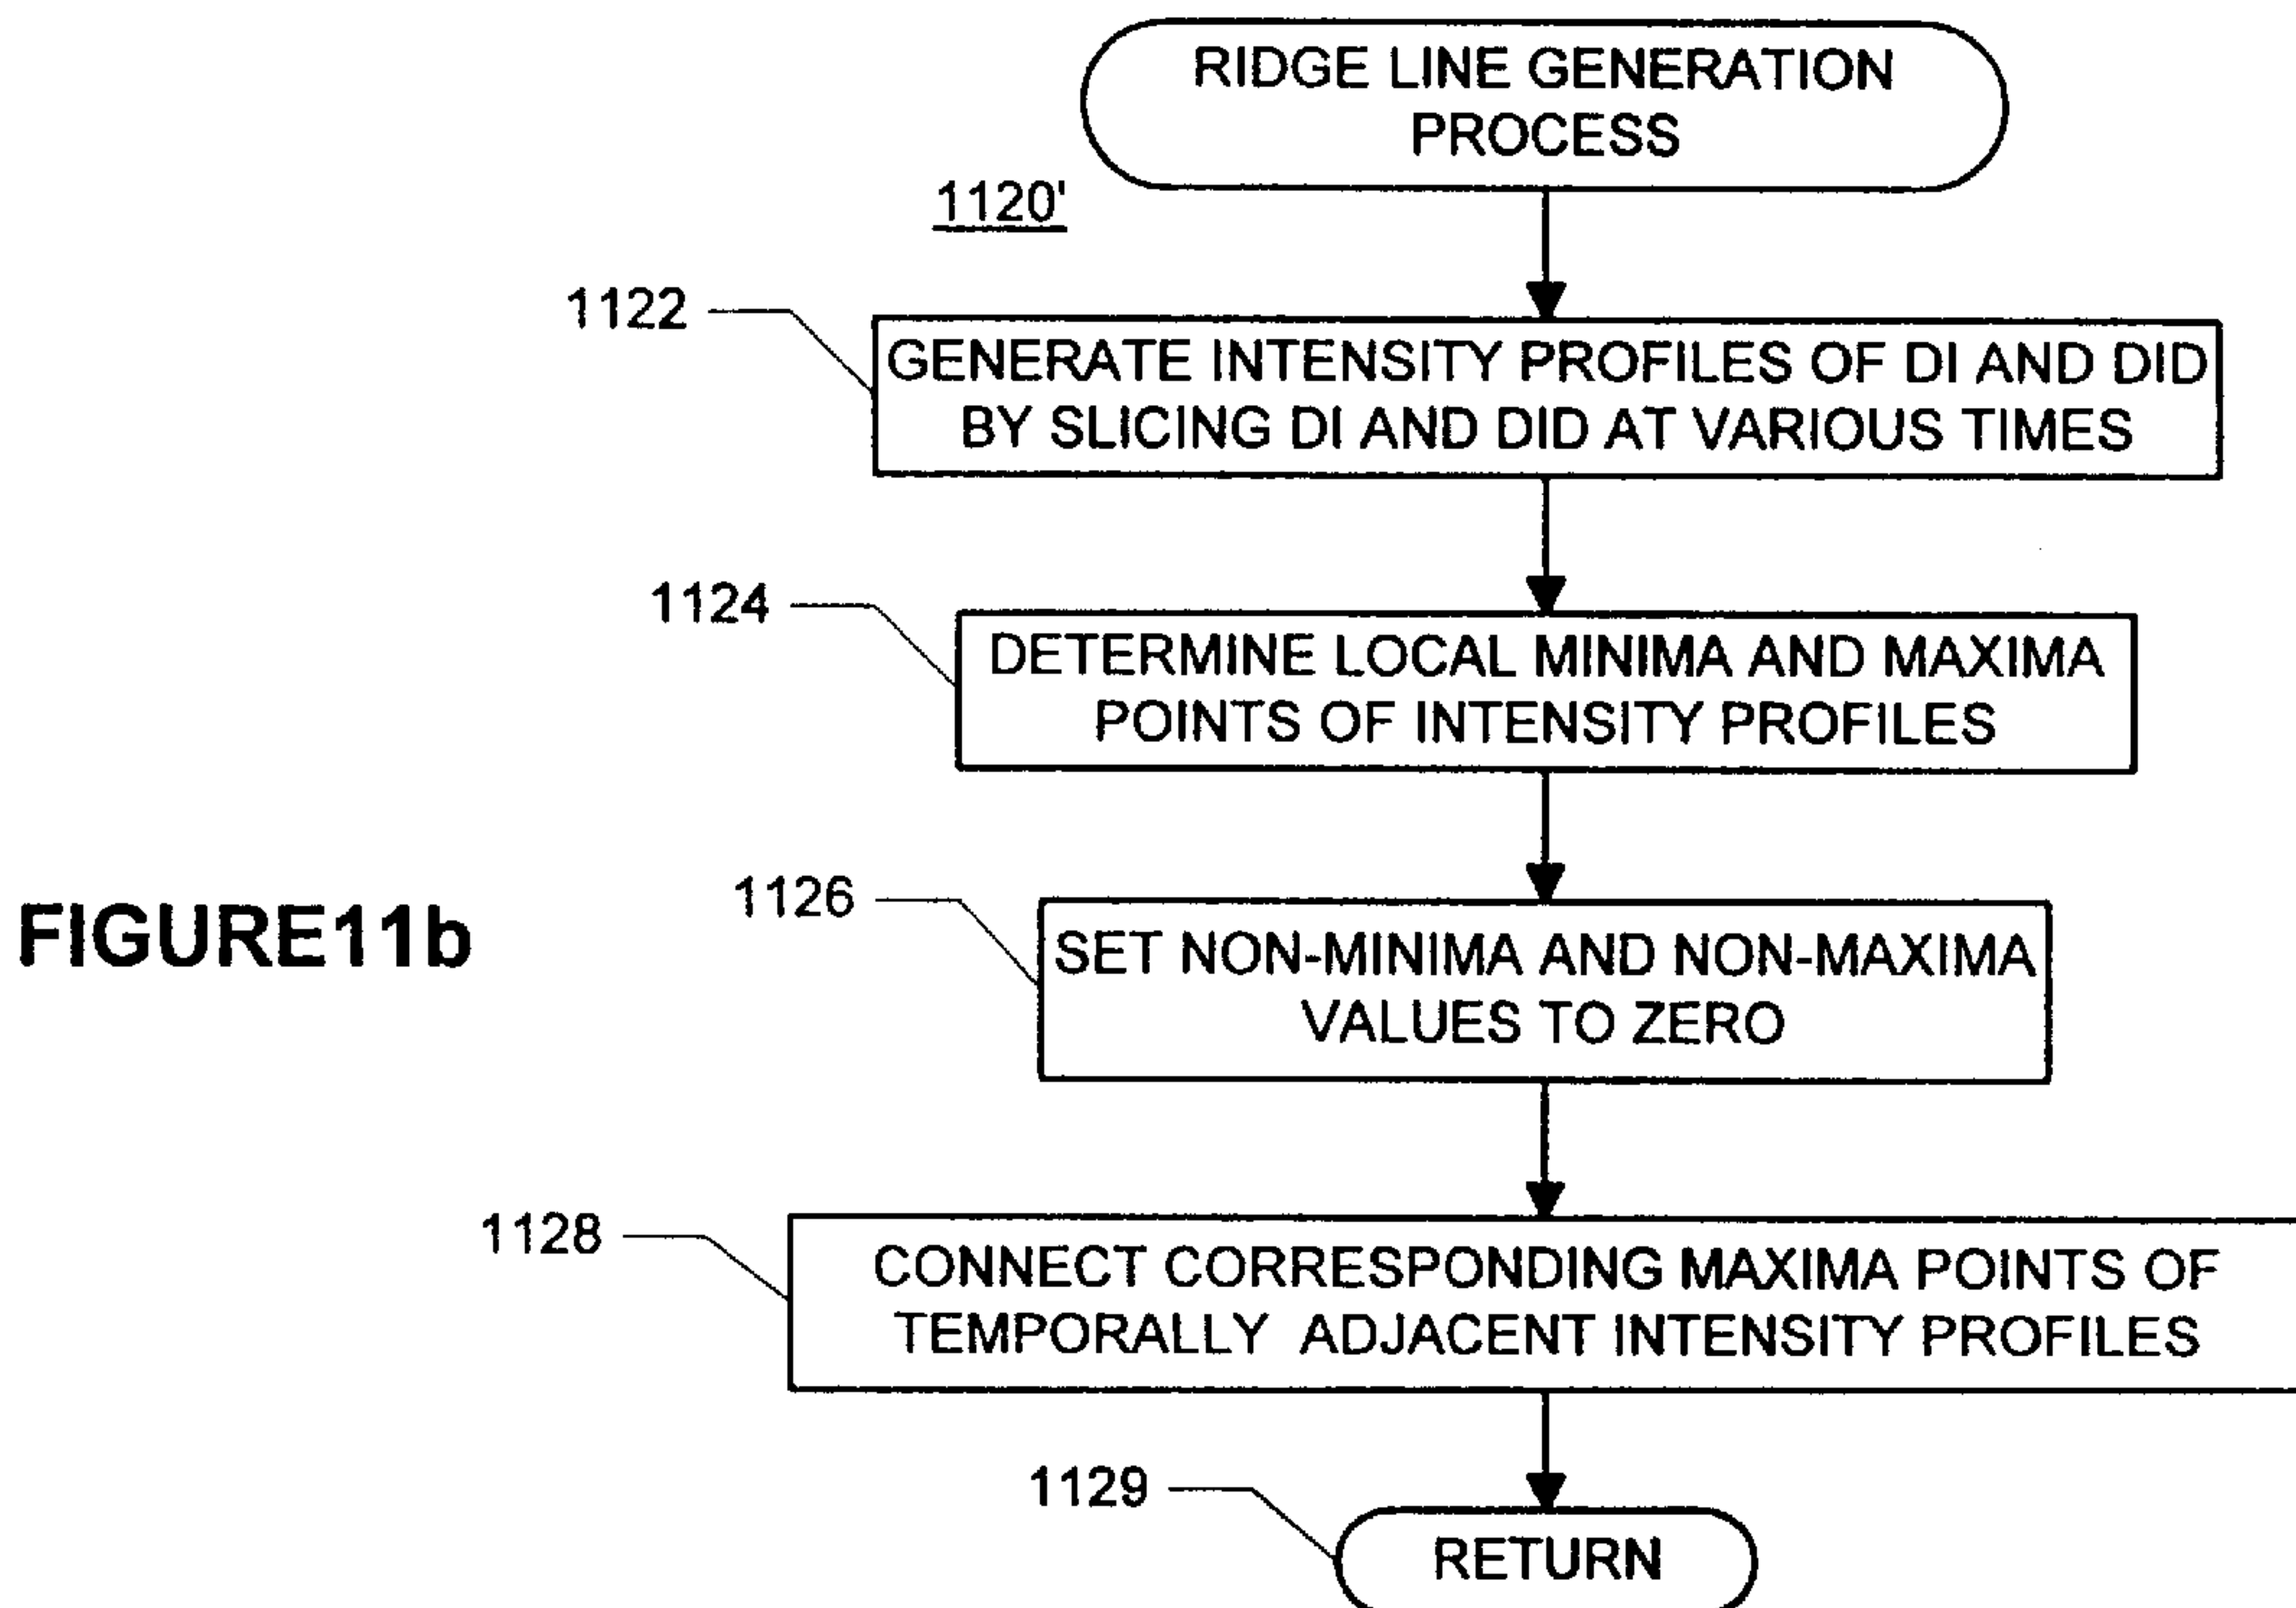 RIDGE LINE GENERATION
PROCESS
1120'
1122
GENERATE INTENSITY PROFILES OF DI AND DID
BY SLICING DI AND DID AT VARIOUS TIMES
1124
DETERMINE LOCAL MINIMA AND MAXIMA
POINTS OF INTENSITY PROFILES
1126
SET NON-MINIMA AND NON-MAXIMA
VALUES TO ZERO
FIGURE11b
1128
CONNECT CORRESPONDING MAXIMA POINTS OF
TEMPORALLY ADJACENT INTENSITY PROFILES
1129
RETURN